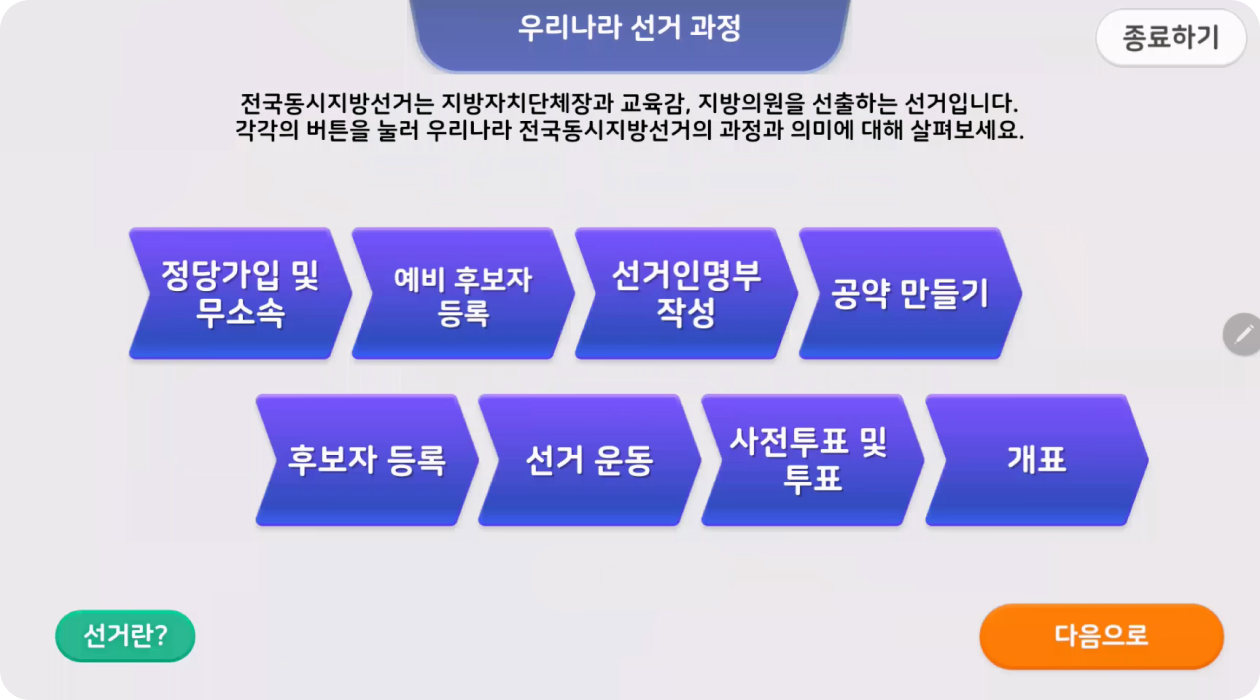 우리나라 선거 과정
종료하기
전국동시지방선거는 지방자치단체장과 교육감, 지방의원을 선출하는 선거입니다.
각각의 버튼을 눌러 우리나라 전국동시지방선거의 과정과 의미에 대해 살펴보세요.
정당가입 및
무소속
예비 후보자
등록
선거인명부
작성
공약 만들기
후보자 등록
선거 운동
사전투표 및
투표
개표
선거란?
다음으로